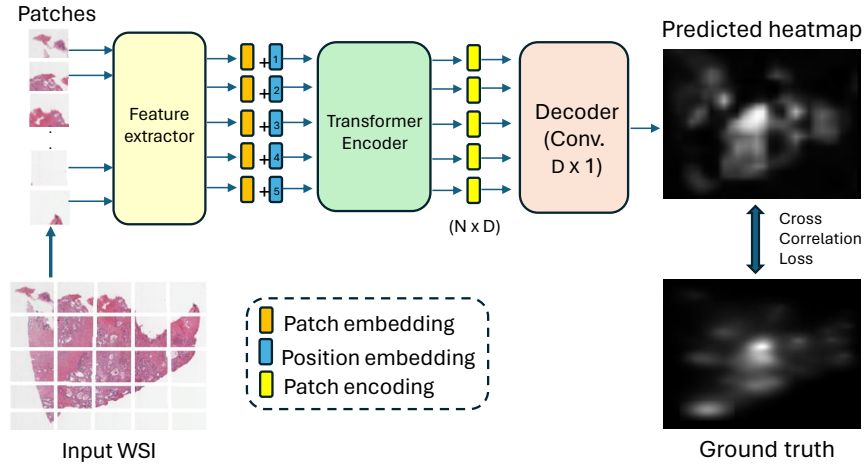 Patches
Feature
extractor
+ 1
+ 2
+ 3
+ 4
+ 5
Transformer
Encoder
(N x D)
Decoder
(Conv.
D x 1)
Predicted heatmap
Cross
Correlation
Loss
Ground truth
Input WSI
Patch embedding
Position embedding
Patch encoding